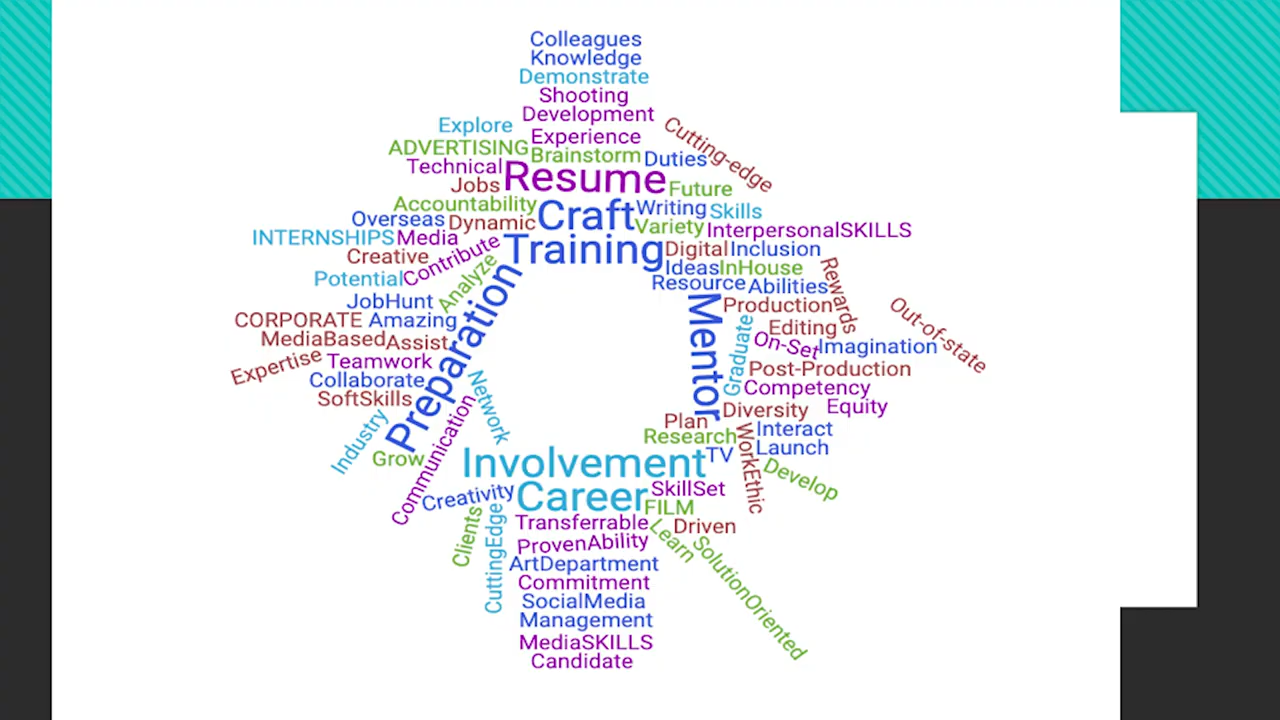 Colleagues
Knowledge
Demonstrate
Shooting
Development
Explore
Experience
Cutting-edge
ADVERTISING
Brainstorm
Duties
Technical
Resume
Jobs
Future
Accountability
Craft
Writing
Skills
Overseas
Dynamic
Variety
InterpersonalSKILLS
INTERNSHIPS
Media
Training
Digital
Inclusion
Creative
Contribute
Ideas
InHouse
Potential
Analyze
Resource
Abilities
Rewards
JobHunt
Preparation
Mentor
Production
Out-of-state
CORPORATE
Amazing
Graduate
Editing
MediaBased
Assist
On-Set
Imagination
Expertise
Teamwork
Post-Production
Collaborate
Network
Competency
SoftSkills
Diversity
Equity
Industry
Communication
Plan
Interact
Grow
Research
WorkEthic
Launch
Involvement
TV
Develop
Creativity
Career
SkillSet
FILM
Clients
CuttingEdge
Transferrable
Learn
Driven
ProvenAbility
SolutionOriented
ArtDepartment
Commitment
SocialMedia
Management
MediaSKILLS
Candidate